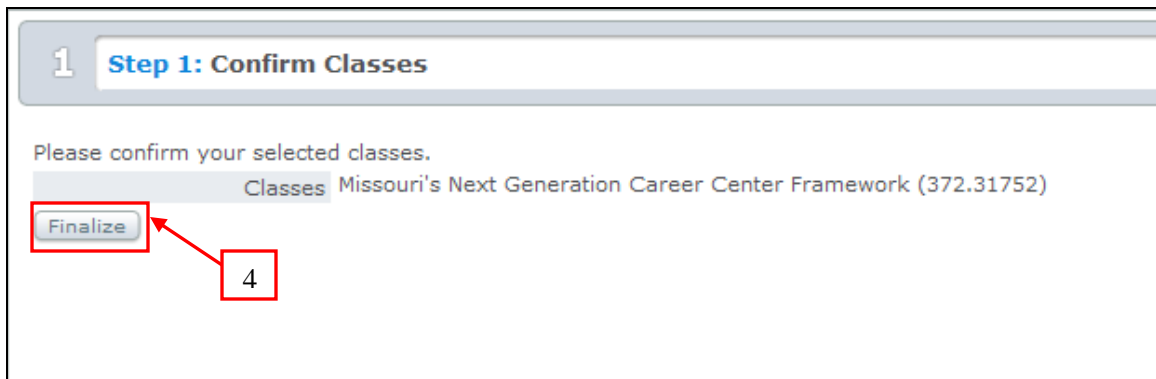 1 Step 1: Confirm Classes
Please confirm your selected classes.
Classes Missouri's Next Generation Career Center Framework (372.31752)
Finalize
4